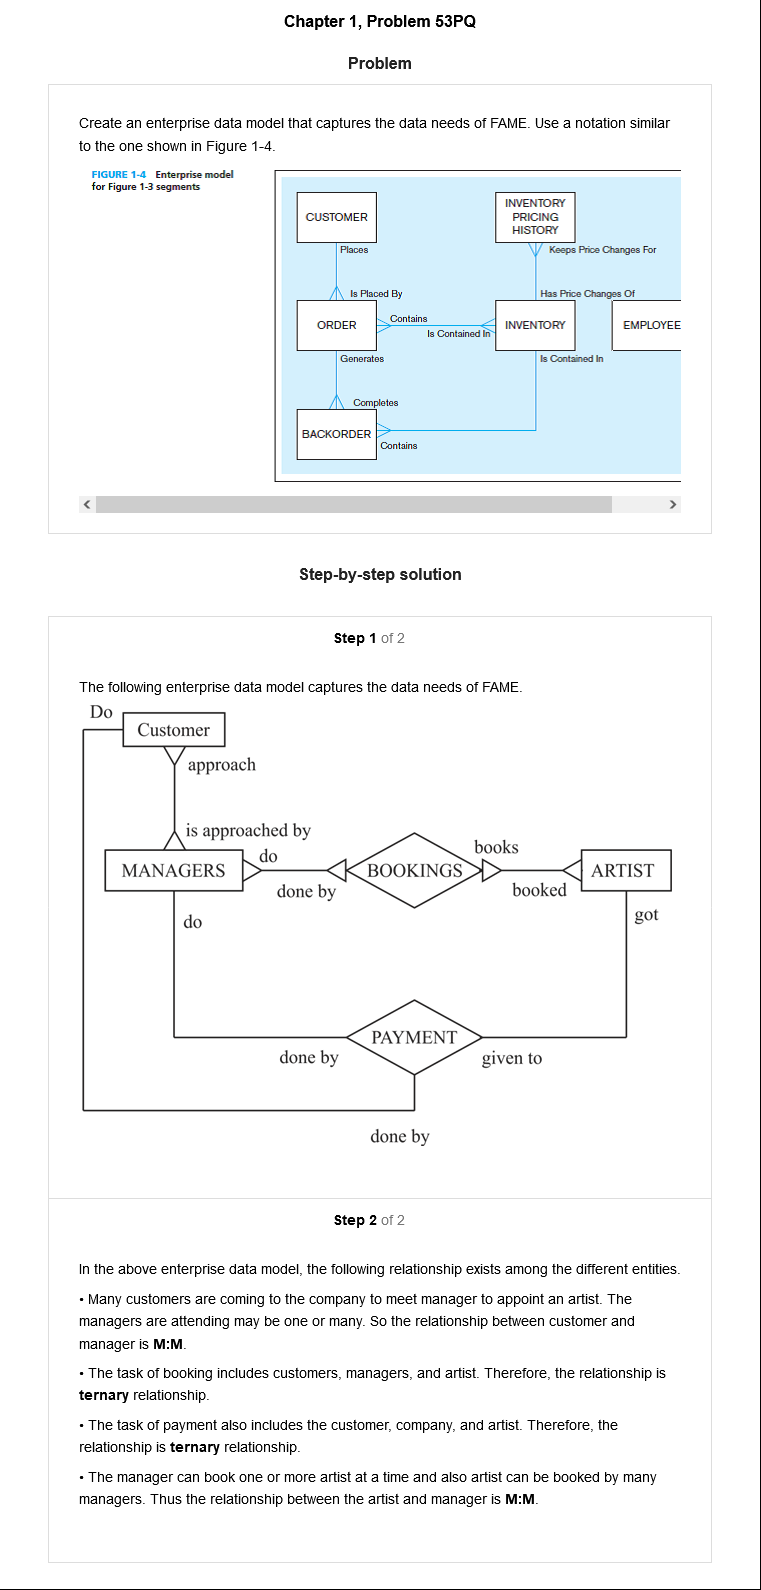 Chapter 1, Problem 53PQ
Problem
Create an enterprise data model that captures the data needs of FAME. Use a notation similar
to the one shown in Figure 1-4.
FIGURE 1-4 Enterprise model
for Figure 1-3 segments
CUSTOMER
INVENTORY
PRICING
HISTORY
Places
Keeps Price Changes For
Is Placed By
Has Price Changes Of
ORDER
Contains
Is Contained In
INVENTORY
EMPLOYEE
Generates
Is Contained In
Completes
BACKORDER
Contains
Step-by-step solution
Step 1 of 2
The following enterprise data model captures the data needs of FAME.
Do
Customer
approach
is approached by
do
books
MANAGERS
BOOKINGS
ARTIST
done by
booked
do
got
PAYMENT
done by
given to
done by
Step 2 of 2
In the above enterprise data model, the following relationship exists among the different entities.
• Many customers are coming to the company to meet manager to appoint an artist. The
managers are attending may be one or many. So the relationship between customer and
manager is M:M.
• The task of booking includes customers, managers, and artist. Therefore, the relationship is
ternary relationship.
• The task of payment also includes the customer, company, and artist. Therefore, the
relationship is ternary relationship.
• The manager can book one or more artist at a time and also artist can be booked by many
managers. Thus the relationship between the artist and manager is M:M.